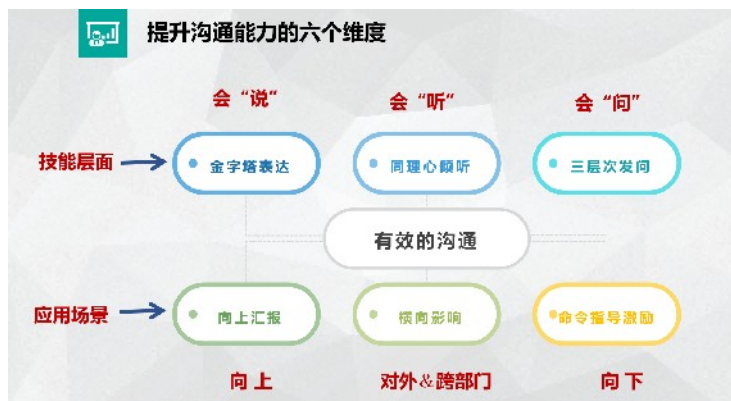 提升沟通能力的六个维度
会“说“
会“听“
会“问”
技能层面
金字塔表达
同理心倾听
三层次发问
有效的沟通
应用场景
向上汇报
横向影响
命令指导激励
向上
对外&跨部门
向下